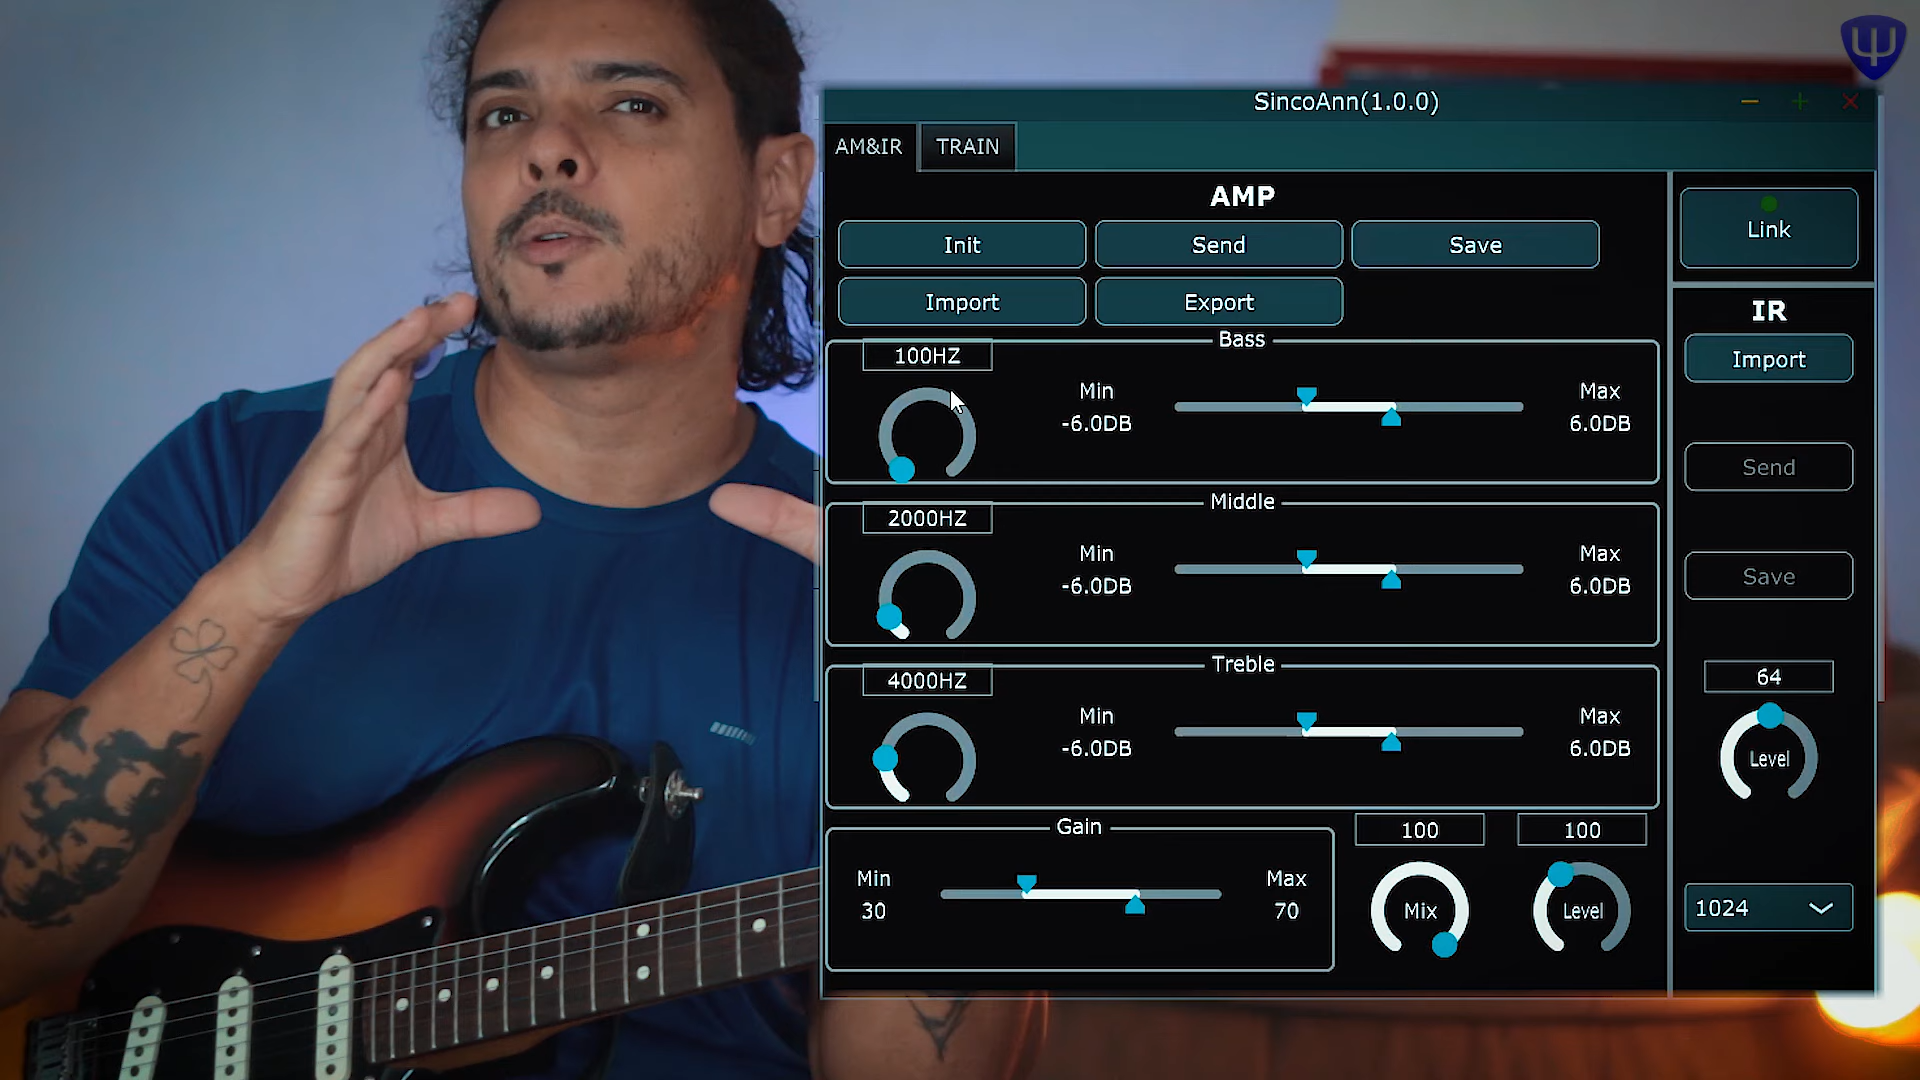 SincoAnn(1.0.0)
AM&IR
TRAIN
AMP
Init
Send
Save
Import
Export
Link
IR
Import
Send
Save
64
Level
1024
Bass
100HZ
Min
-6.0DB
Max
6.0DB
Middle
2000HZ
Min
-6.0DB
Max
6.0DB
Treble
4000HZ
Min
-6.0DB
Max
6.0DB
Gain
Min
30
Max
70
100
Mix
100
Level